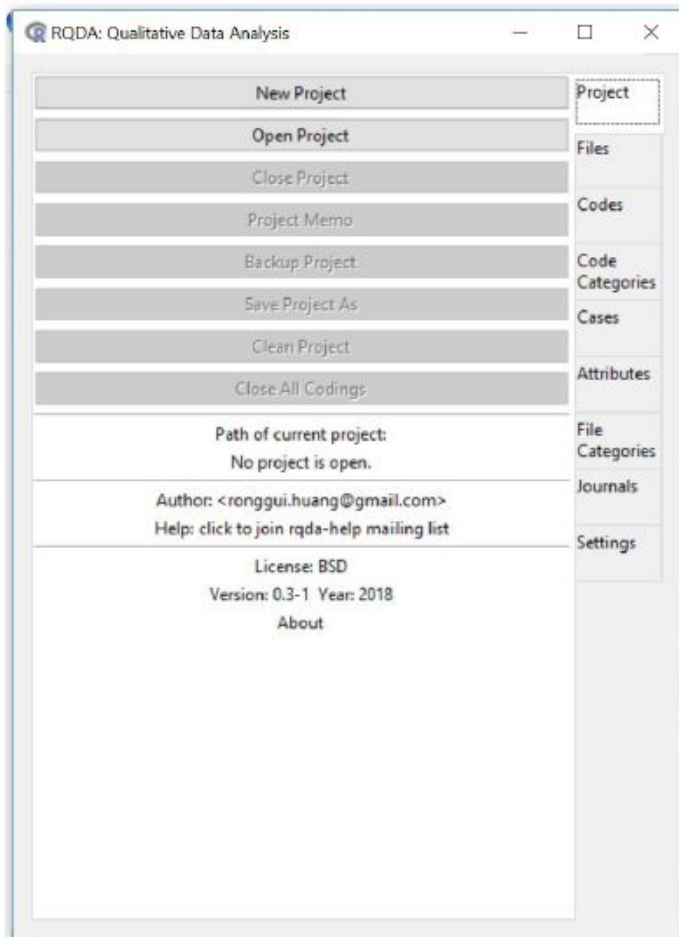 RQDA: Qualitative Data Analysis
New Project
Open Project
Close Project
Project Memo
Backup Project
Save Project As
Clean Project
Close All Codings
Path of current project:
No project is open.
Author: <ronggui.huang@gmail.com>
Help: click to join rqda-help mailing list
License: BSD
Version: 0.3-1 Year: 2018
About
Project
Files
Codes
Code
Categories
Cases
Attributes
File
Categories
Journals
Settings